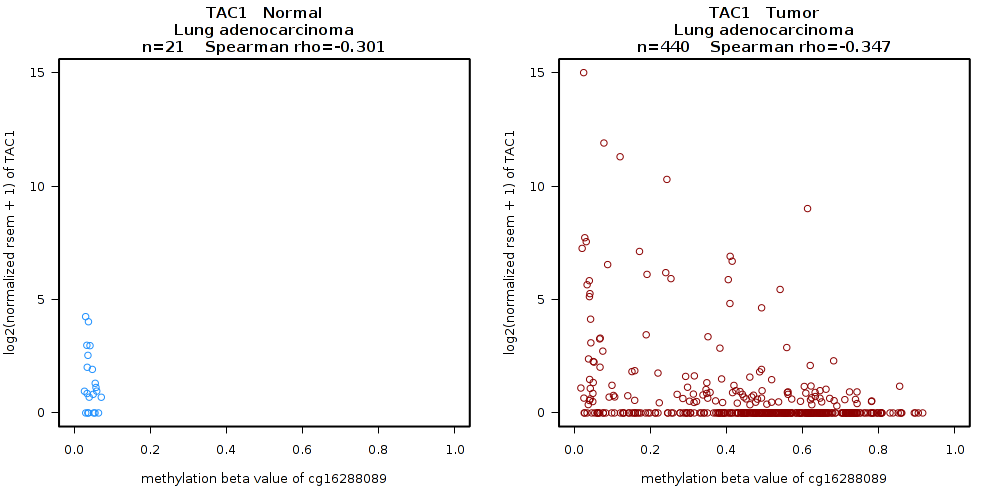 TAC1   Normal
Lung adenocarcinoma
n=21    Spearman rho=-0.301
log2(normalized rsem + 1) of TAC1
15
10
5
0
0.0 0.2 0.4 0.6 0.8 1.0
methylation beta value of cg16288089
TAC1   Tumor
Lung adenocarcinoma
n=440    Spearman rho=-0.347
log2(normalized rsem + 1) of TAC1
15
10
5
0
0.0 0.2 0.4 0.6 0.8 1.0
methylation beta value of cg16288089